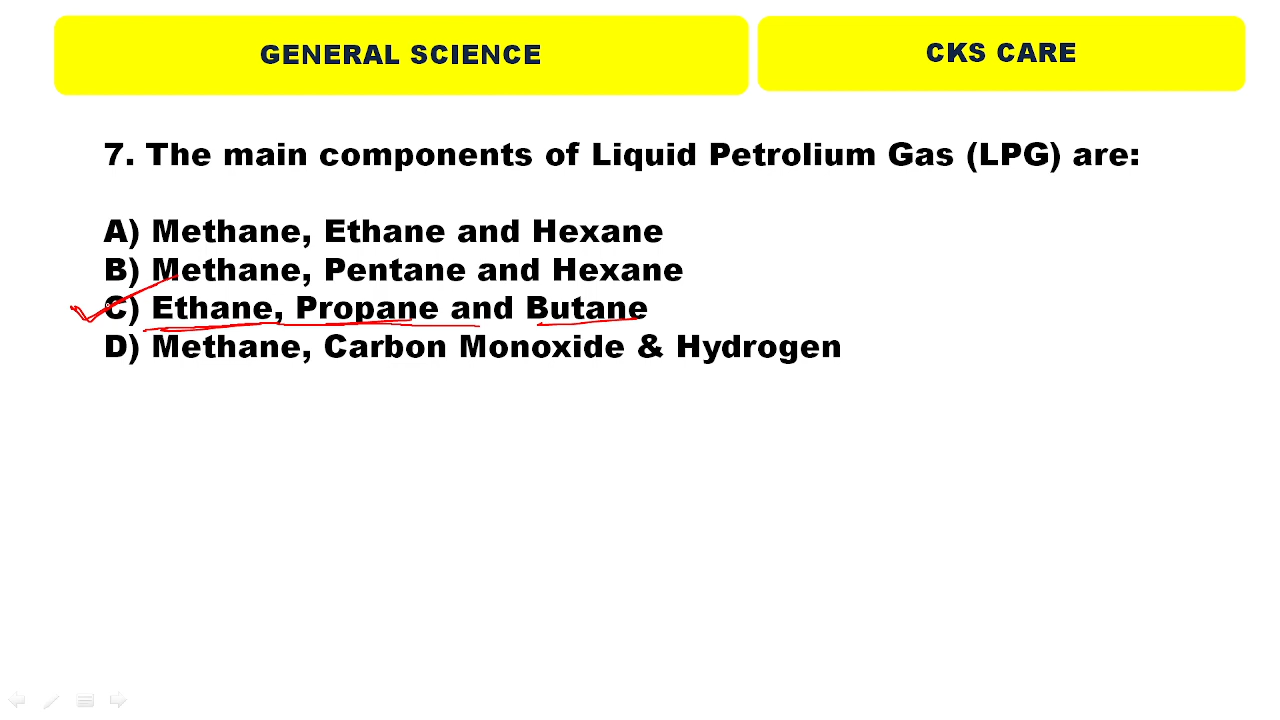 GENERAL SCIENCE
CKS CARE
7. The main components of Liquid Petrolium Gas (LPG) are:
A) Methane, Ethane and Hexane
B) Methane, Pentane and Hexane
C) Ethane, Propane and Butane
D) Methane, Carbon Monoxide & Hydrogen